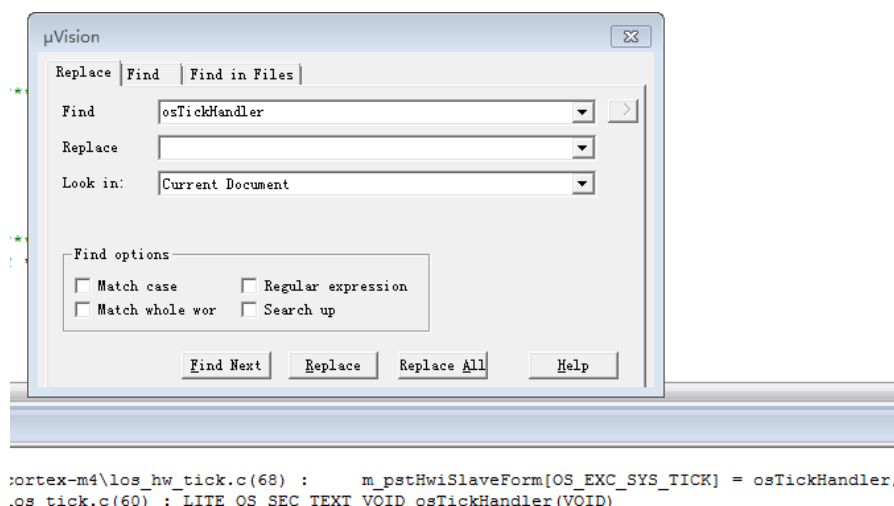 µVision
Replace Find Find in Files
Find osTickHandler
Replace
Look in: Current Document
Find options
Match case Regular expression
Match whole wor Search up
Find Next Replace Replace All Help
cortex-m4\los_hw_tick.c(68) : m_pstHwiSlaveForm[OS_EXC_SYS_TICK] = osTickHandler,
los_tick.c(60) : LITE_OS_SEC_TEXT VOID osTickHandler(VOID)